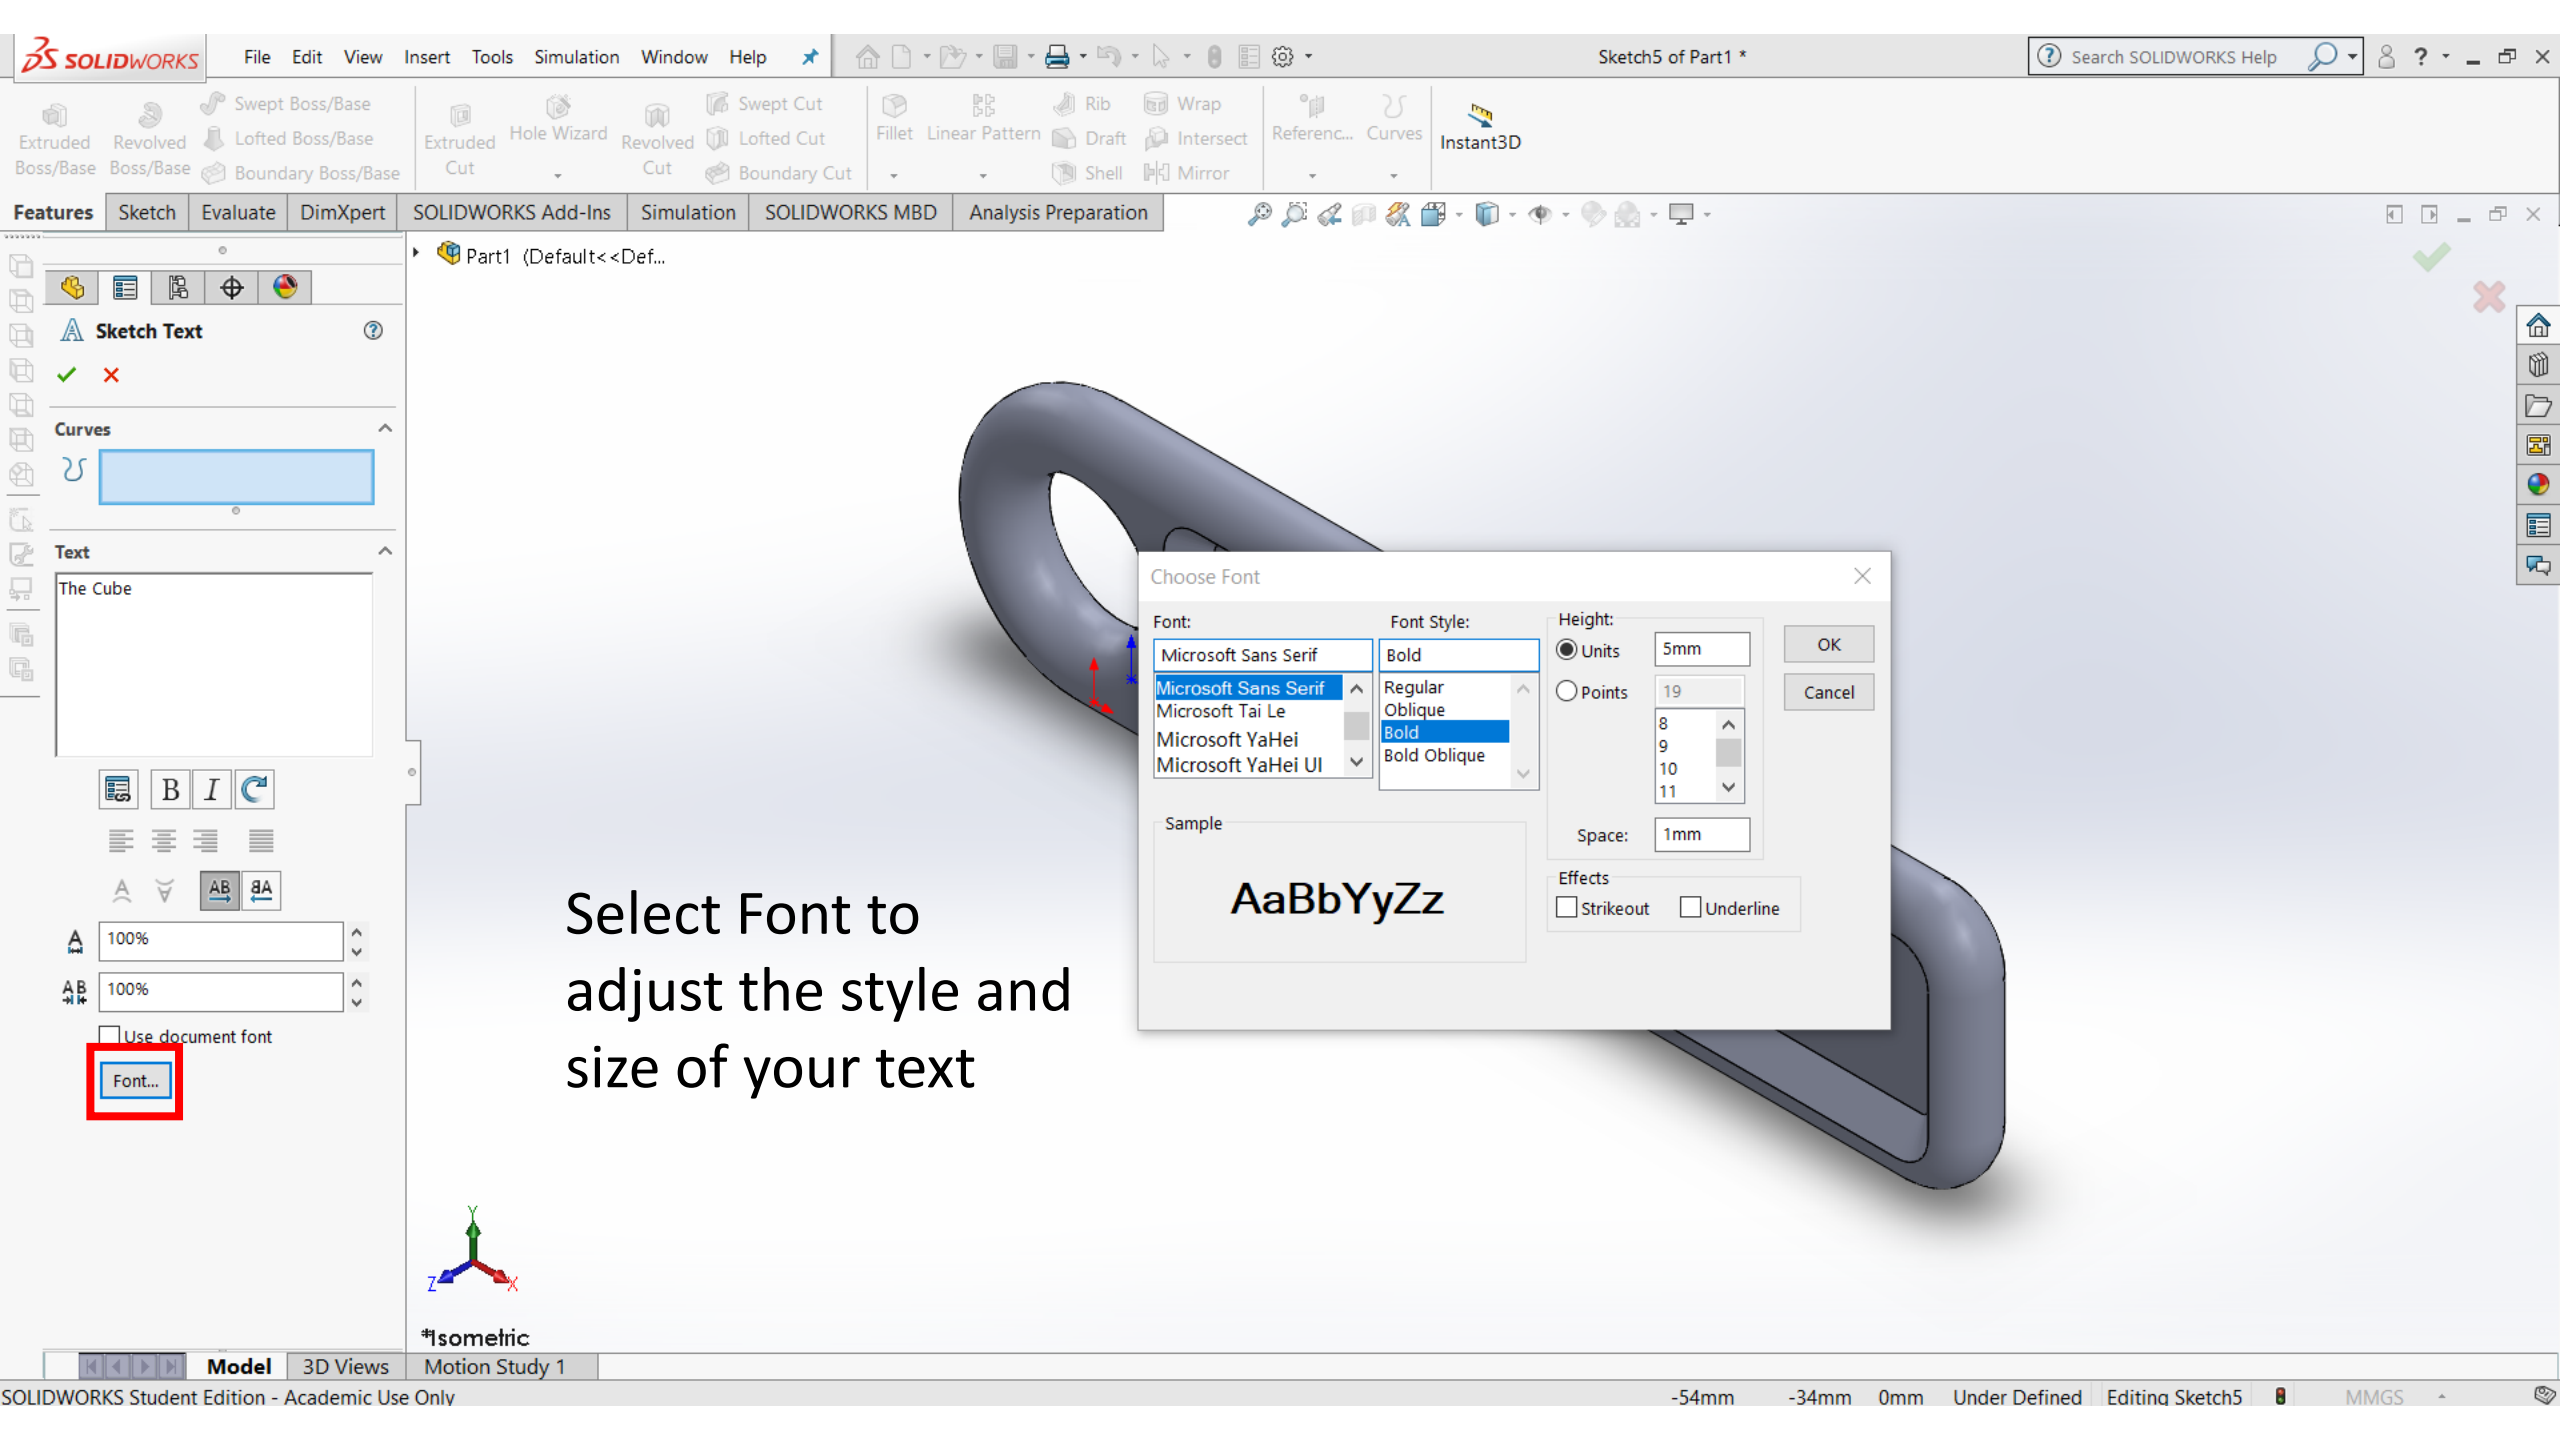 SOLIDWORKS File Edit View Insert Tools Simulation Window Help Sketch5 of Part1 * Search SOLIDWORKS Help ?
Extruded Boss/Base
Revolved Boss/Base
Swept Boss/Base
Lofted Boss/Base
Boundary Boss/Base
Extruded Cut
Hole Wizard
Revolved Cut
Swept Cut
Lofted Cut
Boundary Cut
Fillet
Linear Pattern
Rib
Draft
Shell
Wrap
Intersect
Mirror
Referenc...
Curves
Instant3D
Features Sketch Evaluate DimXpert SOLIDWORKS Add-Ins Simulation SOLIDWORKS MBD Analysis Preparation
Part1 (Default<<Def...
Sketch Text
Curves
Text
The Cube
B I
AB BA
100%
100%
Use document font
Font...
Select Font to
adjust the style and
size of your text
Choose Font
Font:
Microsoft Sans Serif
Microsoft Sans Serif
Microsoft Tai Le
Microsoft YaHei
Microsoft YaHei UI
Font Style:
Bold
Regular
Oblique
Bold
Bold Oblique
Height:
Units 5mm
Points 19
8
9
10
11
Space: 1mm
OK
Cancel
Sample
AaBbYyZz
Effects
Strikeout Underline
Y
Z X
*Isometric
Model 3D Views Motion Study 1
SOLIDWORKS Student Edition - Academic Use Only -54mm -34mm 0mm Under Defined Editing Sketch5 MMGS